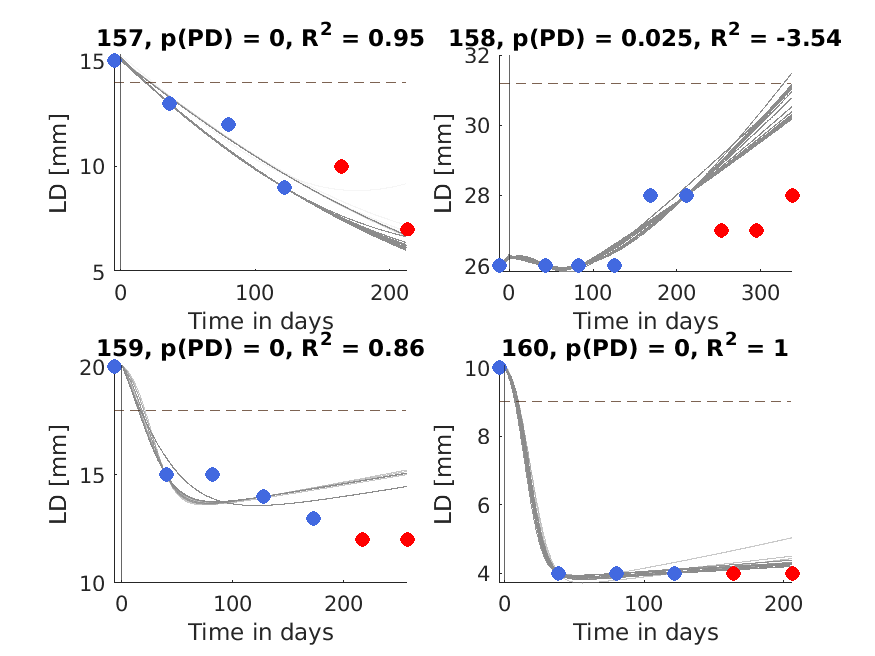 157, p(PD) = 0, R² = 0.95
15
10
5
LD [mm]
0
100
200
Time in days
158, p(PD) = 0.025, R² = -3.54
32
30
28
26
LD [mm]
0
100
200
300
Time in days
159, p(PD) = 0, R² = 0.86
20
15
10
LD [mm]
0
100
200
Time in days
160, p(PD) = 0, R² = 1
10
8
6
4
LD [mm]
0
100
200
Time in days